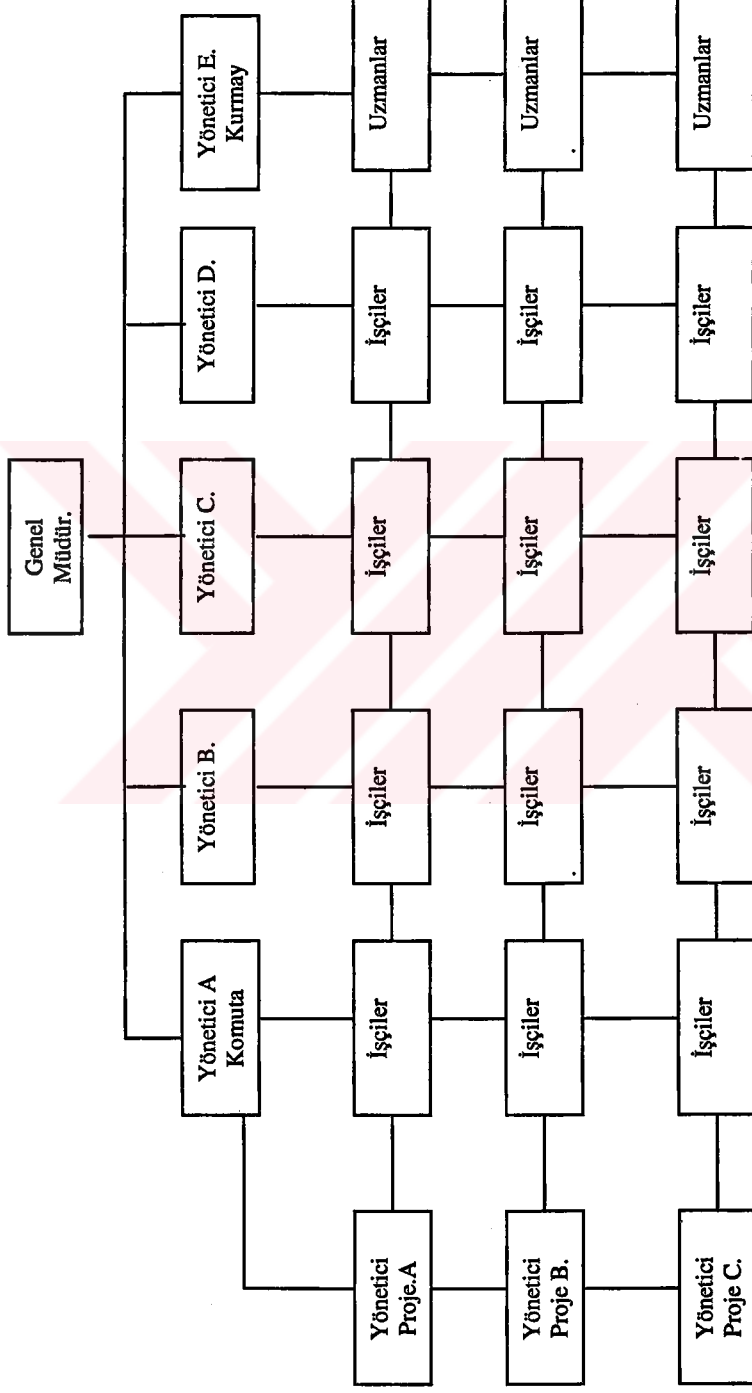 Genel
Müdür.
Yönetici A
Komuta
Yönetici B.
Yönetici C.
Yönetici D.
Yönetici E.
Kurmay
Yönetici
Proje.A
İşçiler
İşçiler
İşçiler
İşçiler
Uzmanlar
Yönetici
Proje B.
İşçiler
İşçiler
İşçiler
İşçiler
Uzmanlar
Yönetici
Proje C.
İşçiler
İşçiler
İşçiler
İşçiler
Uzmanlar